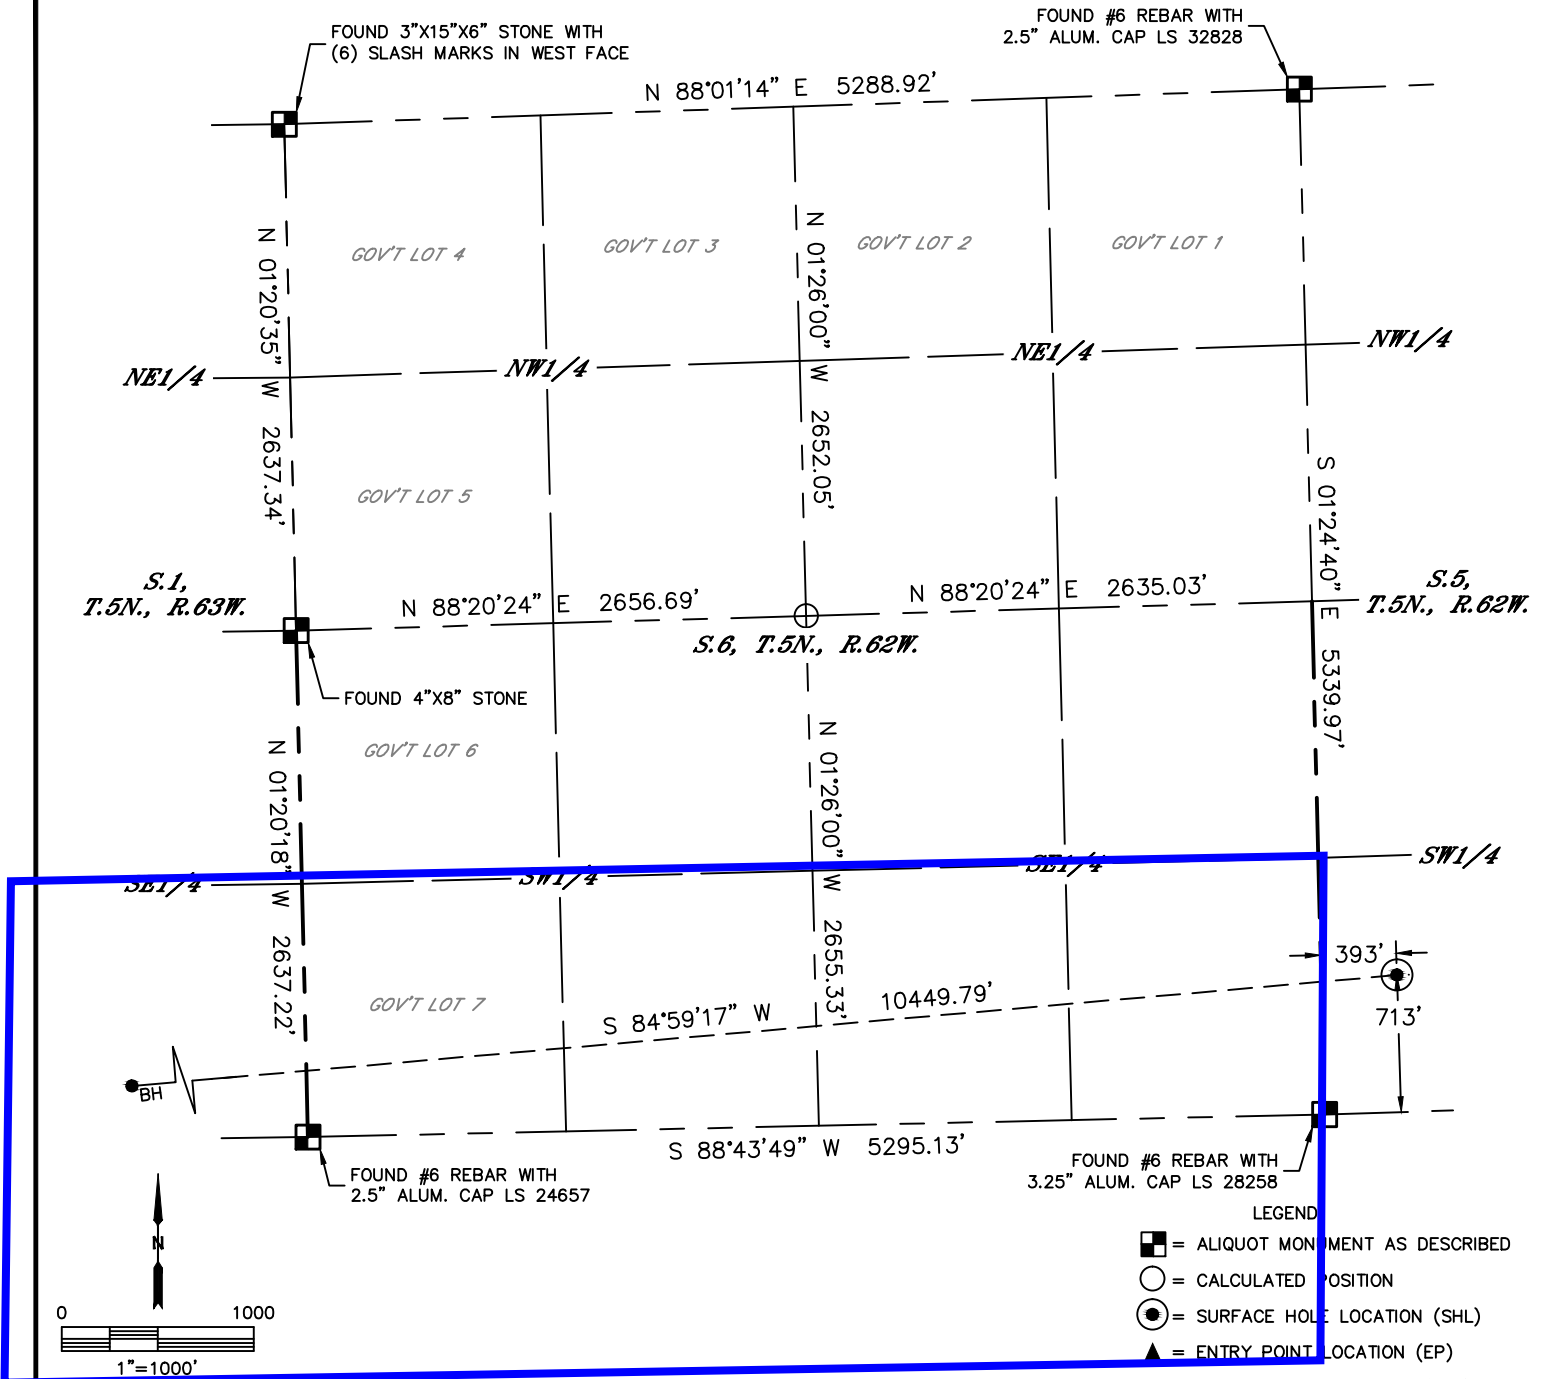 FOUND 3"X15"X6" STONE WITH
(6) SLASH MARKS IN WEST FACE
FOUND #6 REBAR WITH
2.5" ALUM. CAP LS 32828
N 88°01'14" E 5288.92'
N 01°20'35" W 2637.34'
GOV'T LOT 4
GOV'T LOT 3
N 01°26'00" W 2652.05'
GOV'T LOT 2
GOV'T LOT 1
NE1/4
NW1/4
NE1/4
NW1/4
GOV'T LOT 5
S 01°24'40" E 5339.97'
S.1,
T.5N., R.63W.
N 88°20'24" E 2656.69'
N 88°20'24" E 2635.03'
S.5,
T.5N., R.62W.
S.6, T.5N., R.62W.
FOUND 4"X8" STONE
N 01°20'18" W 2637.22'
GOV'T LOT 6
N 01°26'00" W 2655.33'
SE1/4
SW1/4
SE1/4
SW1/4
393'
GOV'T LOT 7
S 84°59'17" W 10449.79'
713'
BH
S 88°43'49" W 5295.13'
FOUND #6 REBAR WITH
2.5" ALUM. CAP LS 24657
FOUND #6 REBAR WITH
3.25" ALUM. CAP LS 28258
N
0 1000
1"=1000'
LEGEND
= ALIQUOT MONUMENT AS DESCRIBED
= CALCULATED POSITION
= SURFACE HOLE LOCATION (SHL)
= ENTRY POINT LOCATION (EP)